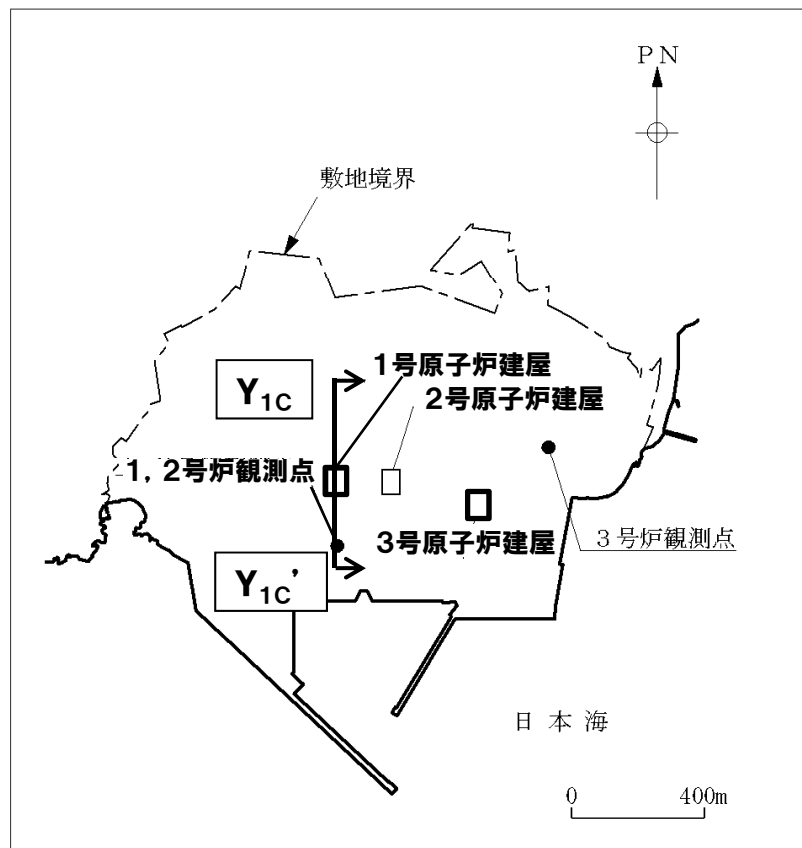 PN
敷地境界
1号原子炉建屋
Y1C
2号原子炉建屋
1，2号炉観測点
3号原子炉建屋
３号炉観測点
Y1C’
日本海
0 400m